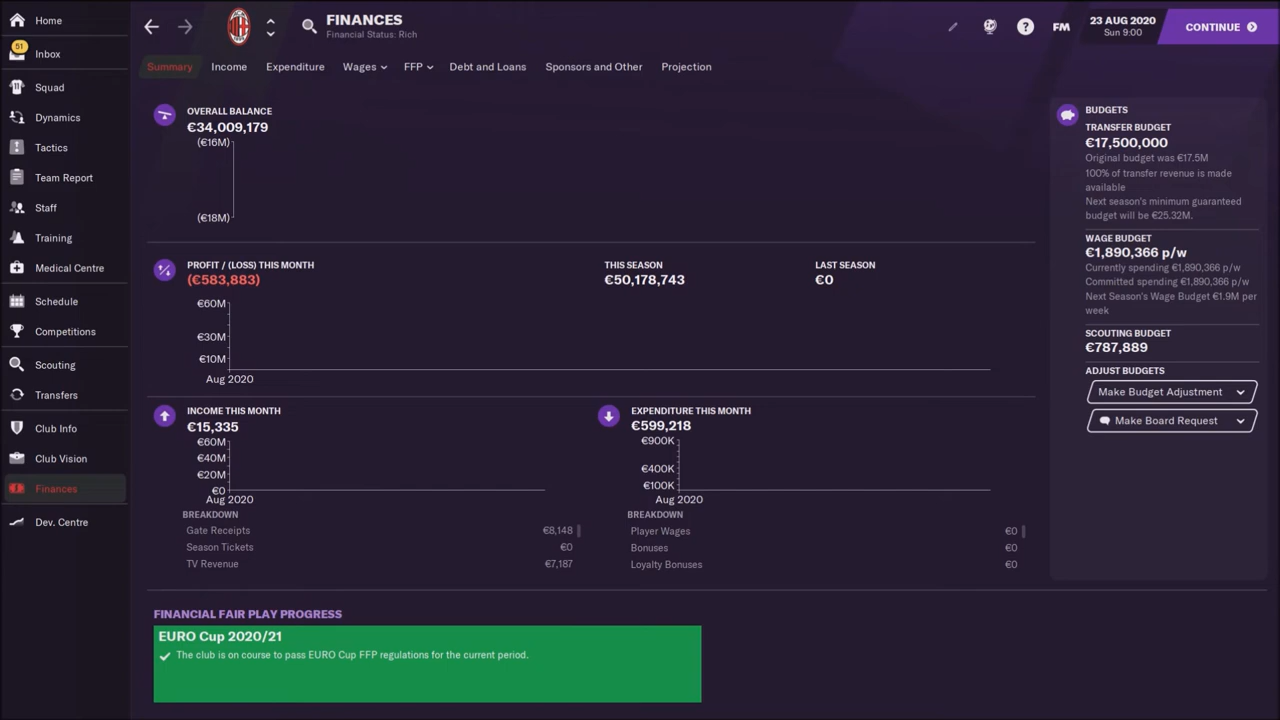 Home
51
Inbox
Squad
Dynamics
Tactics
Team Report
Staff
Training
Medical Centre
Schedule
Competitions
Scouting
Transfers
Club Info
Club Vision
Finances
Dev. Centre
FINANCES
Financial Status: Rich
?
FM
23 AUG 2020
Sun 9:00
CONTINUE
Summary
Income
Expenditure
Wages
FFP
Debt and Loans
Sponsors and Other
Projection
OVERALL BALANCE
€34,009,179
(€16M)
(€18M)
PROFIT / (LOSS) THIS MONTH
(€583,883)
THIS SEASON
€50,178,743
LAST SEASON
€0
€60M
€30M
€10M
Aug 2020
INCOME THIS MONTH
€15,335
€60M
€40M
€20M
€0
Aug 2020
BREAKDOWN
Gate Receipts €8,148
Season Tickets €0
TV Revenue €7,187
EXPENDITURE THIS MONTH
€599,218
€900K
€400K
€100K
Aug 2020
BREAKDOWN
Player Wages €0
Bonuses €0
Loyalty Bonuses €0
FINANCIAL FAIR PLAY PROGRESS
EURO Cup 2020/21
The club is on course to pass EURO Cup FFP regulations for the current period.
BUDGETS
TRANSFER BUDGET
€17,500,000
Original budget was €17.5M
100% of transfer revenue is made
available
Next season's minimum guaranteed
budget will be €25.32M.
WAGE BUDGET
€1,890,366 p/w
Currently spending €1,890,366 p/w
Committed spending €1,890,366 p/w
Next Season's Wage Budget €1.9M per
week
SCOUTING BUDGET
€787,889
ADJUST BUDGETS
Make Budget Adjustment
Make Board Request